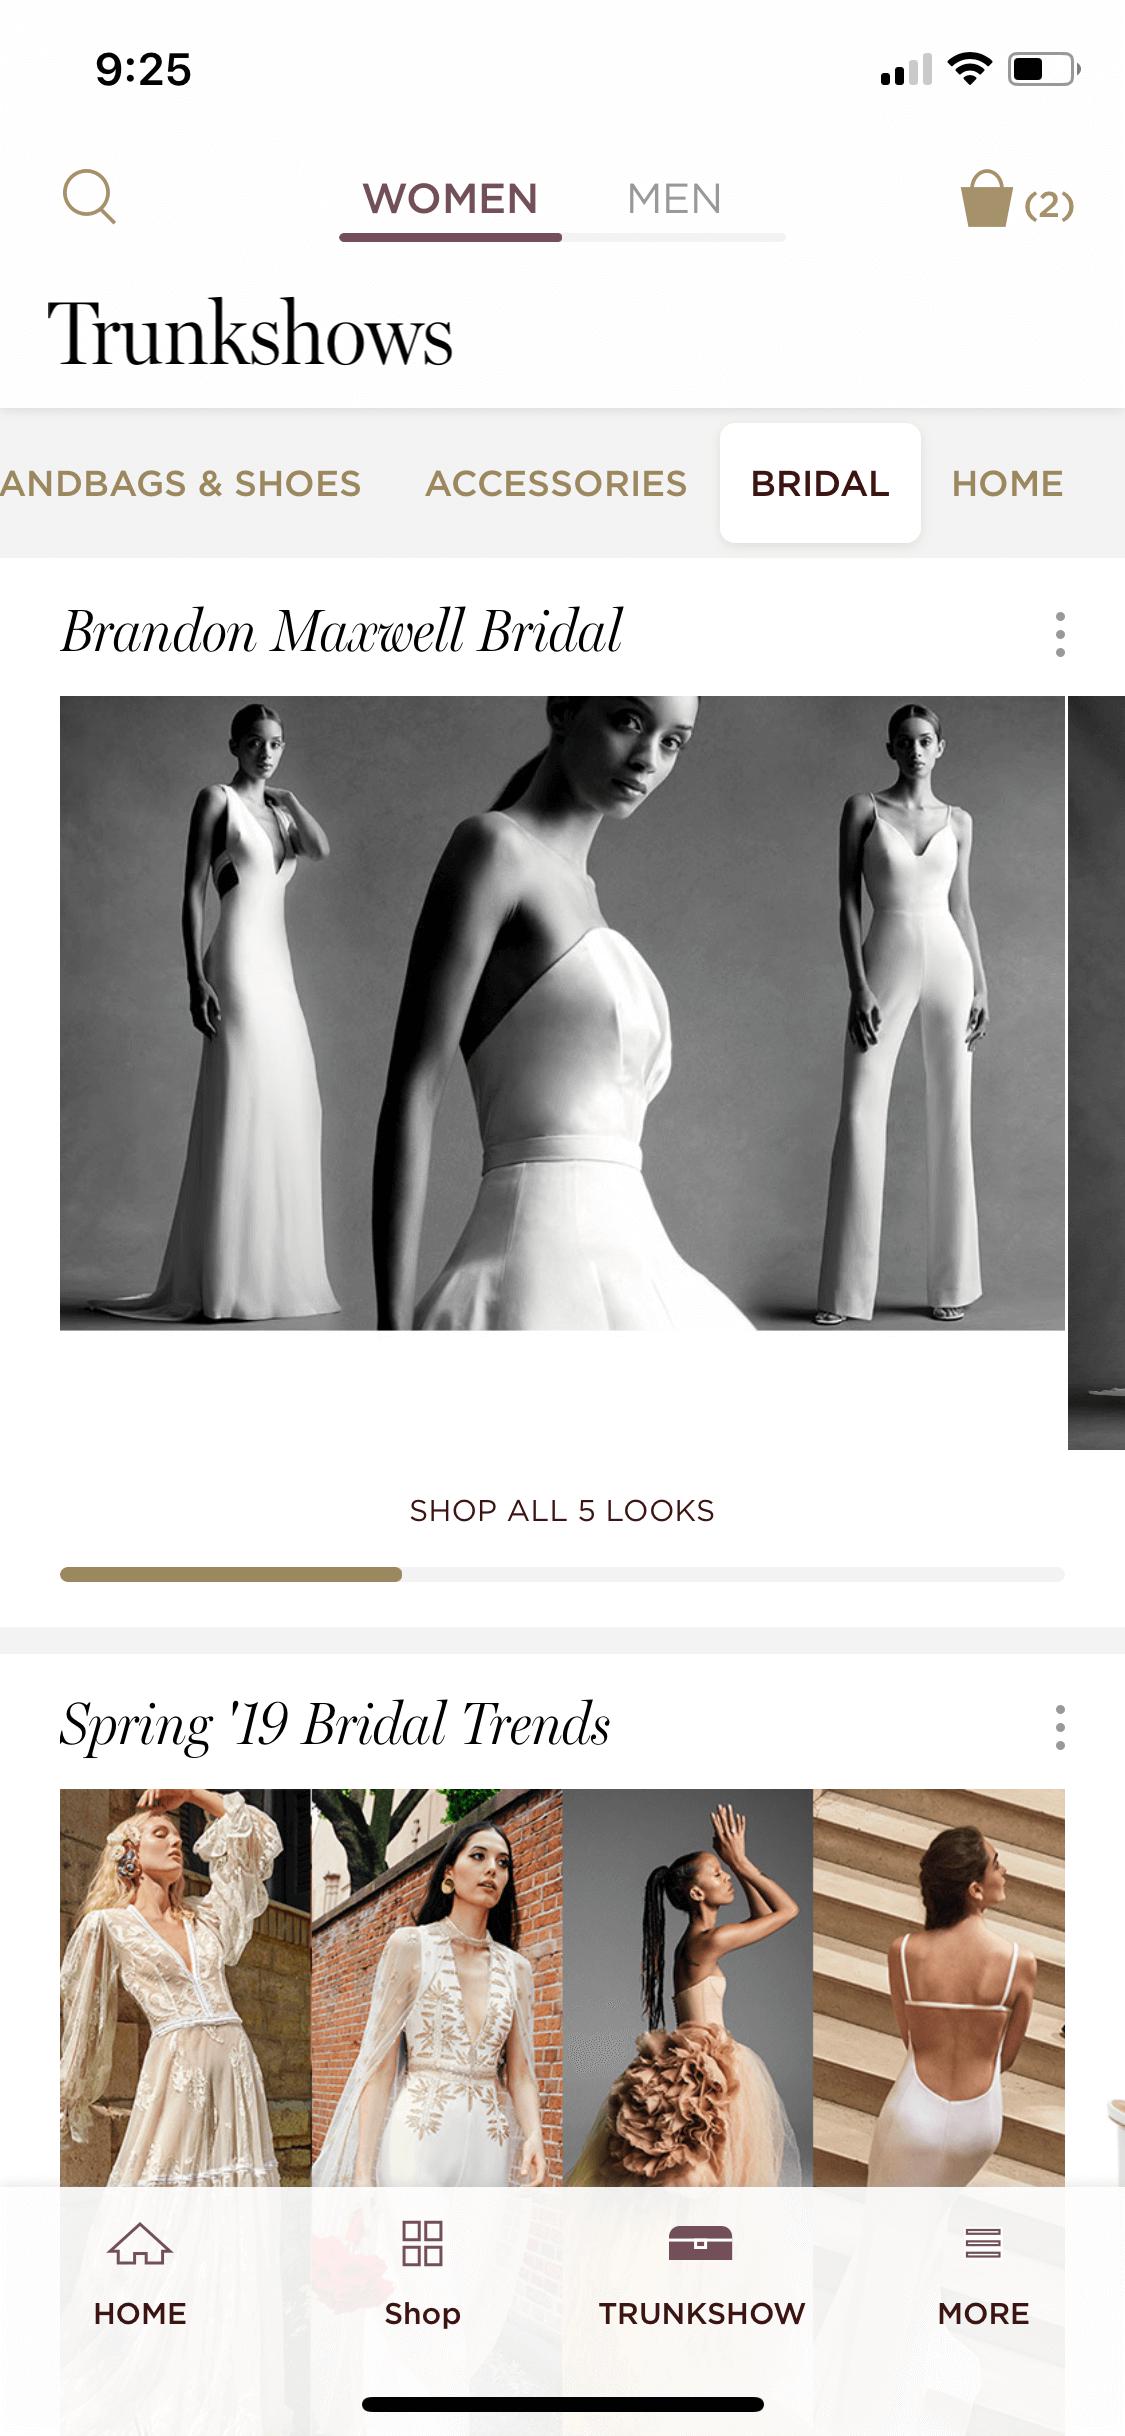 9:25
WOMEN MEN (2)
Trunkshows
ANDBAGS & SHOES ACCESSORIES BRIDAL HOME
Brandon Maxwell Bridal
SHOP ALL 5 LOOKS
Spring '19 Bridal Trends
HOME Shop TRUNKSHOW MORE